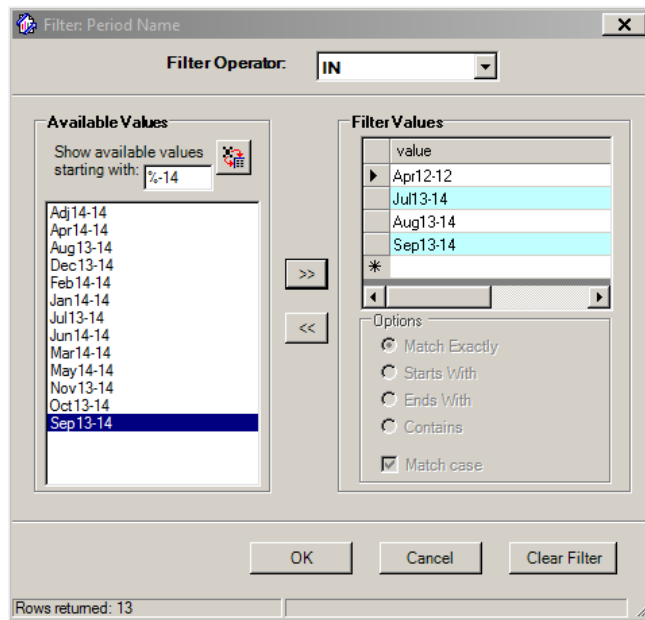 Filter: Period Name
Filter Operator:
IN
Available Values
Show available values
starting with:
%-14
Adj14-14
Apr14-14
Aug13-14
Dec13-14
Feb14-14
Jan14-14
Jul13-14
Jun14-14
Mar14-14
May14-14
Nov13-14
Oct13-14
Sep13-14
>>
<<
Filter Values
value
Apr12-12
Jul13-14
Aug13-14
Sep13-14
Options
Match Exactly
Starts With
Ends With
Contains
Match case
OK
Cancel
Clear Filter
Rows returned: 13